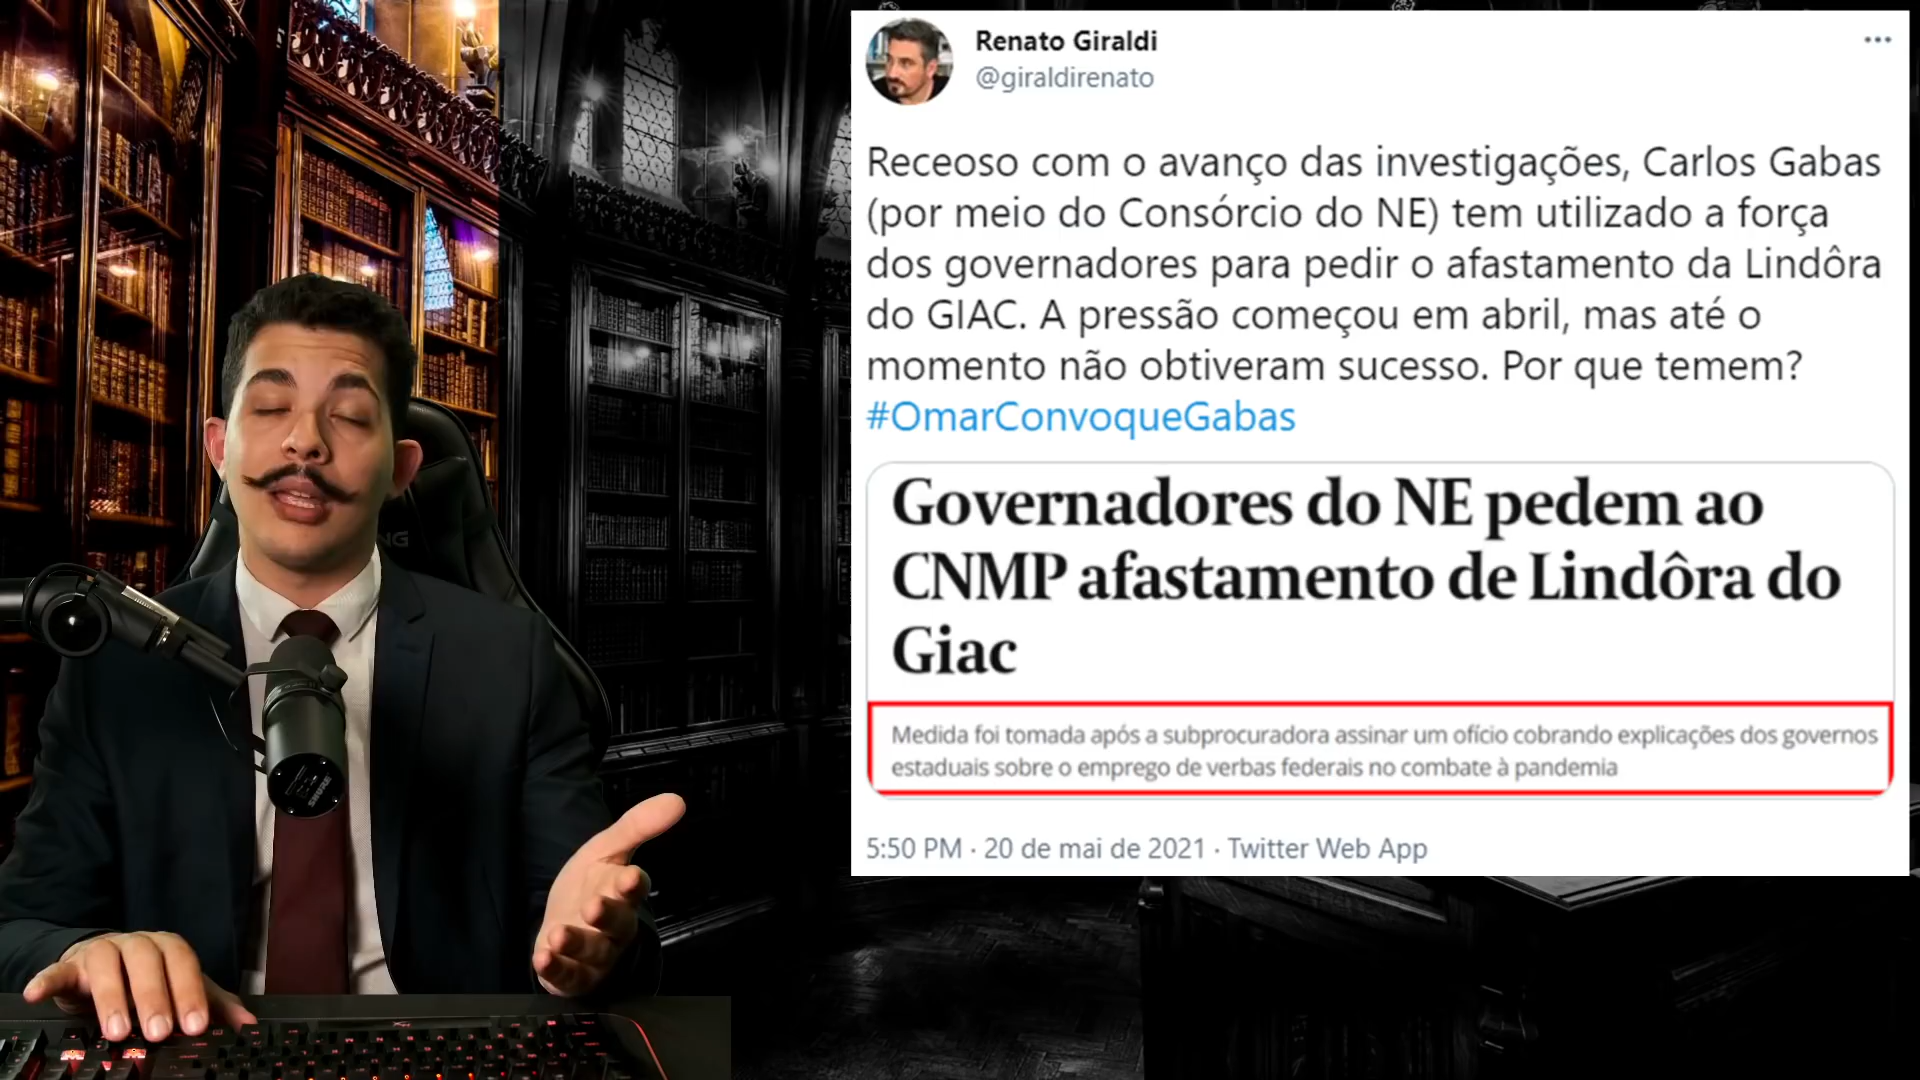 Renato Giraldi
@giraldirenato
Receoso com o avanço das investigações, Carlos Gabas
(por meio do Consórcio do NE) tem utilizado a força
dos governadores para pedir o afastamento da Lindôra
do GIAC. A pressão começou em abril, mas até o
momento não obtiveram sucesso. Por que temem?
#OmarConvoqueGabas
Governadores do NE pedem ao
CNMP afastamento de Lindôra do
Giac
Medida foi tomada após a subprocuradora assinar um ofício cobrando explicações dos governos
estaduais sobre o emprego de verbas federais no combate à pandemia
5:50 PM · 20 de mai de 2021 · Twitter Web App
NG
SHURE